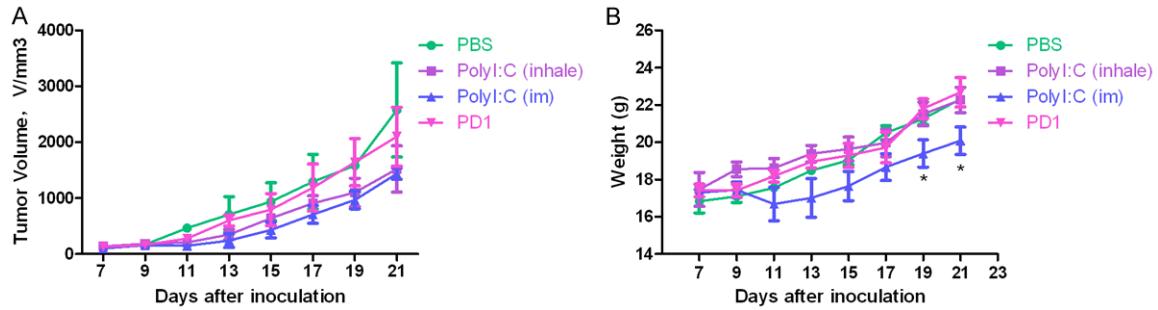 A
Tumor Volume, V/mm3
4000
3000
2000
1000
0
7 9 11 13 15 17 19 21
Days after inoculation
PBS
PolyI:C (inhale)
PolyI:C (im)
PD1
B
Weight (g)
26
24
22
20
18
16
14
* *
7 9 11 13 15 17 19 21 23
Days after inoculation
PBS
PolyI:C (inhale)
PolyI:C (im)
PD1